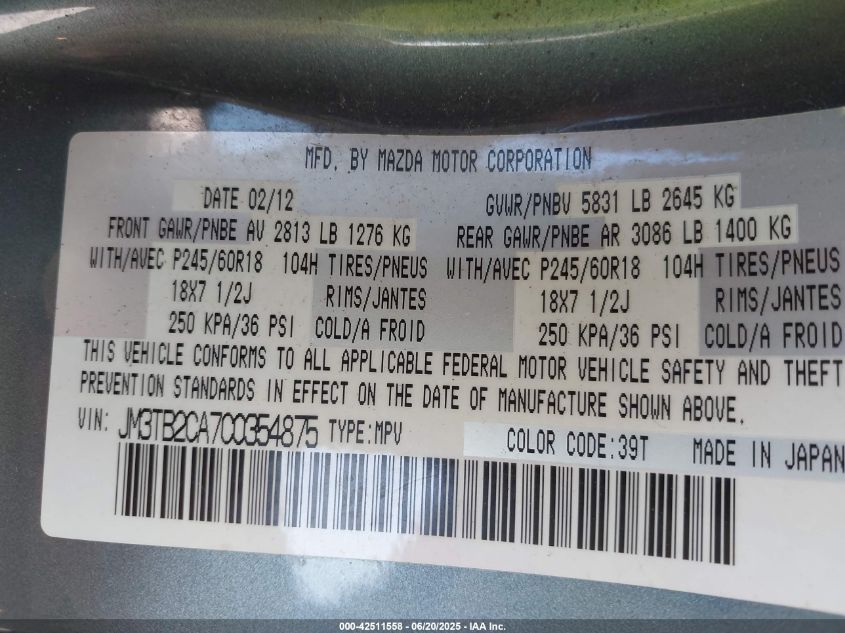 MFD. BY MAZDA MOTOR CORPORATION
DATE 02/12 GVWR/PNBV 5831 LB 2645 KG
FRONT GAWR/PNBE AV 2813 LB 1276 KG REAR GAWR/PNBE AR 3086 LB 1400 KG
WITH/AVEC P245/60R18 104H TIRES/PNEUS WITH/AVEC P245/60R18 104H TIRES/PNEUS
18X7 1/2J RIMS/JANTES 18X7 1/2J RIMS/JANTES
250 KPA/36 PSI COLD/A FROID 250 KPA/36 PSI COLD/A FROID
THIS VEHICLE CONFORMS TO ALL APPLICABLE FEDERAL MOTOR VEHICLE SAFETY AND THEFT
PREVENTION STANDARDS IN EFFECT ON THE DATE OF MANUFACTURE SHOWN ABOVE.
VIN: JM3TB2CA7C0354875 TYPE:MPV COLOR CODE:39T MADE IN JAPAN
000-42511558 - 06/20/2025 - IAA Inc.